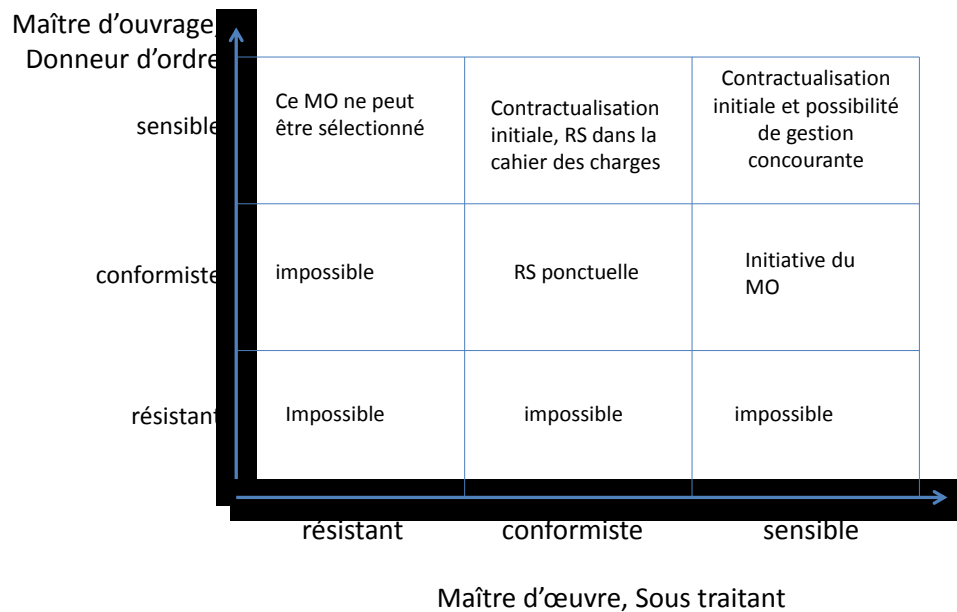 Maître d'ouvrage,
Donneur d'ordre
sensible
Ce MO ne peut
être sélectionné
Contractualisation
initiale, RS dans la
cahier des charges
Contractualisation
initiale et possibilité
de gestion
concourante
conformiste
impossible
RS ponctuelle
Initiative du
MO
résistant
Impossible
impossible
impossible
résistant
conformiste
sensible
Maître d'œuvre, Sous traitant